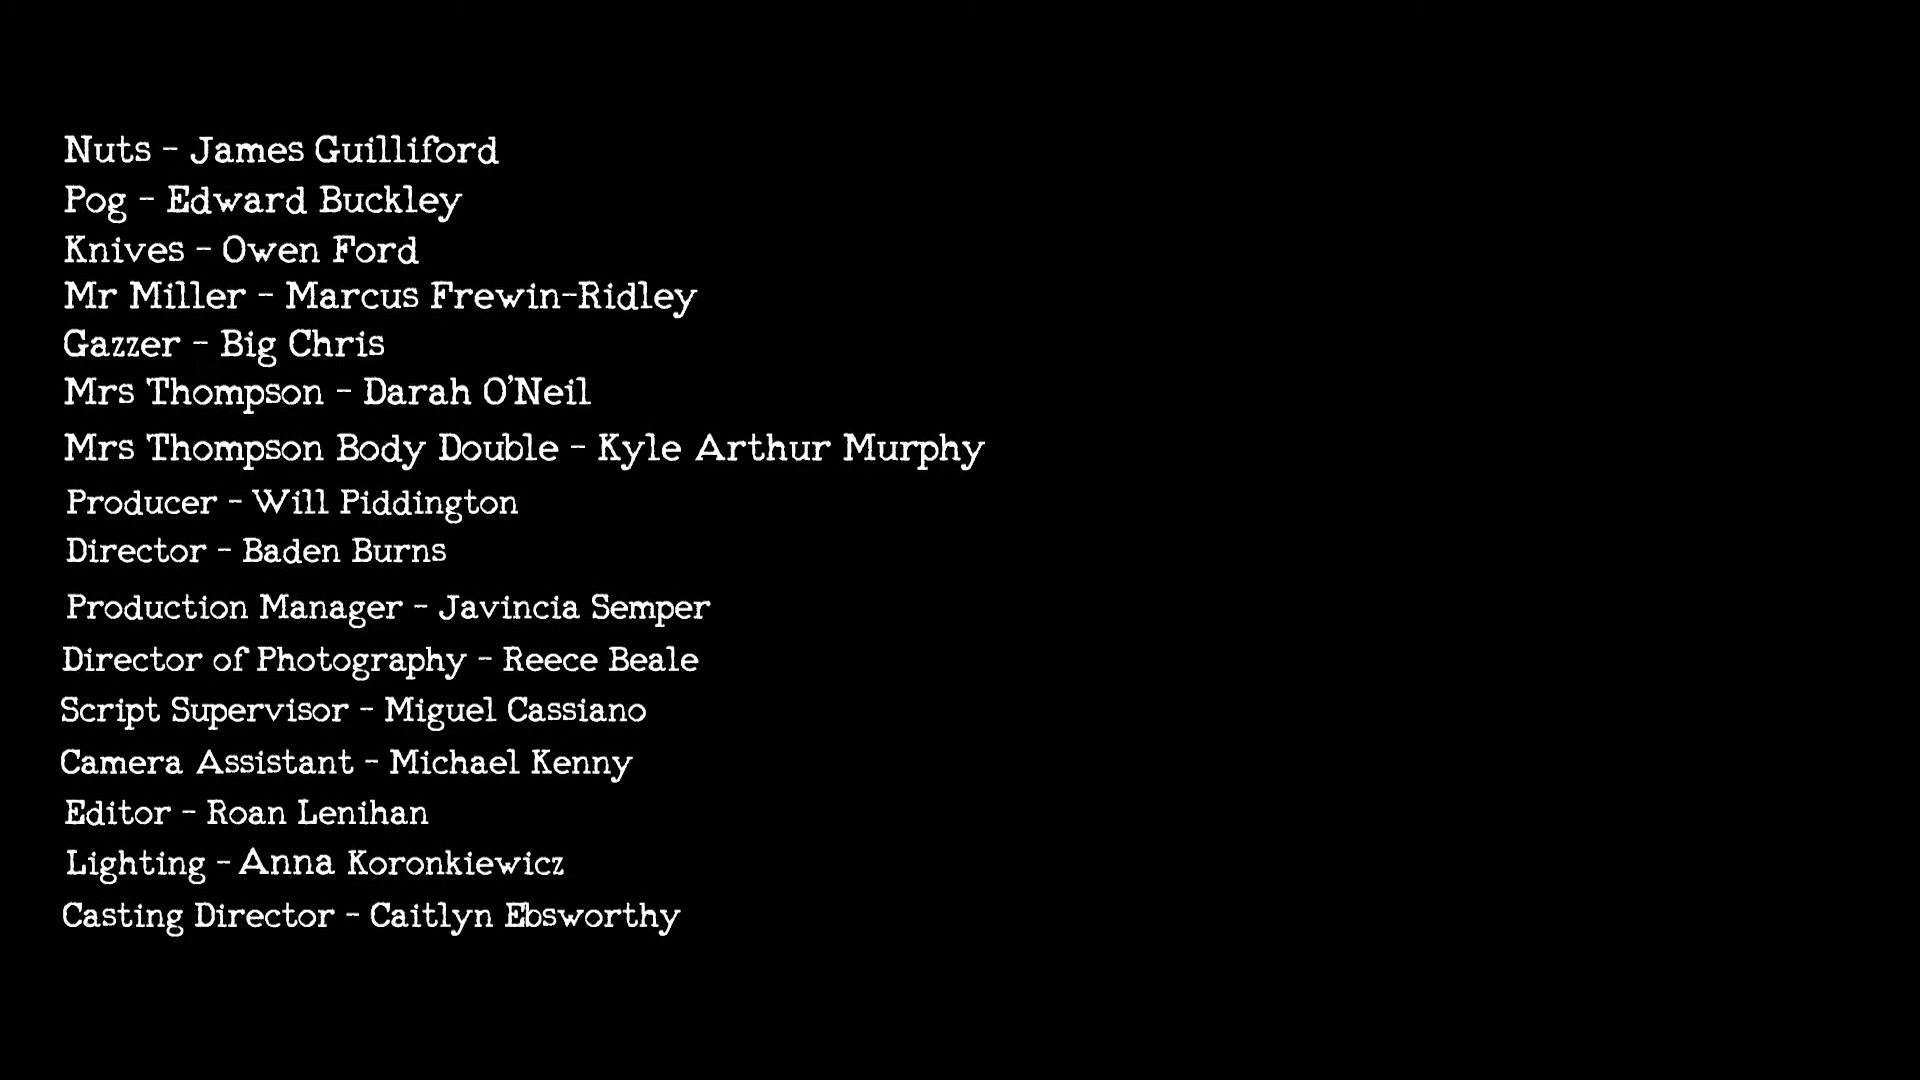 Nuts - James Guilliford
Pog - Edward Buckley
Knives - Owen Ford
Mr Miller - Marcus Frewin-Ridley
Gazzer - Big Chris
Mrs Thompson - Darah O'Neil
Mrs Thompson Body Double - Kyle Arthur Murphy
Producer - Will Piddington
Director - Baden Burns
Production Manager - Javincia Semper
Director of Photography - Reece Beale
Script Supervisor - Miguel Cassiano
Camera Assistant - Michael Kenny
Editor - Roan Lenihan
Lighting - Anna Koronkiewicz
Casting Director - Caitlyn Ebsworthy